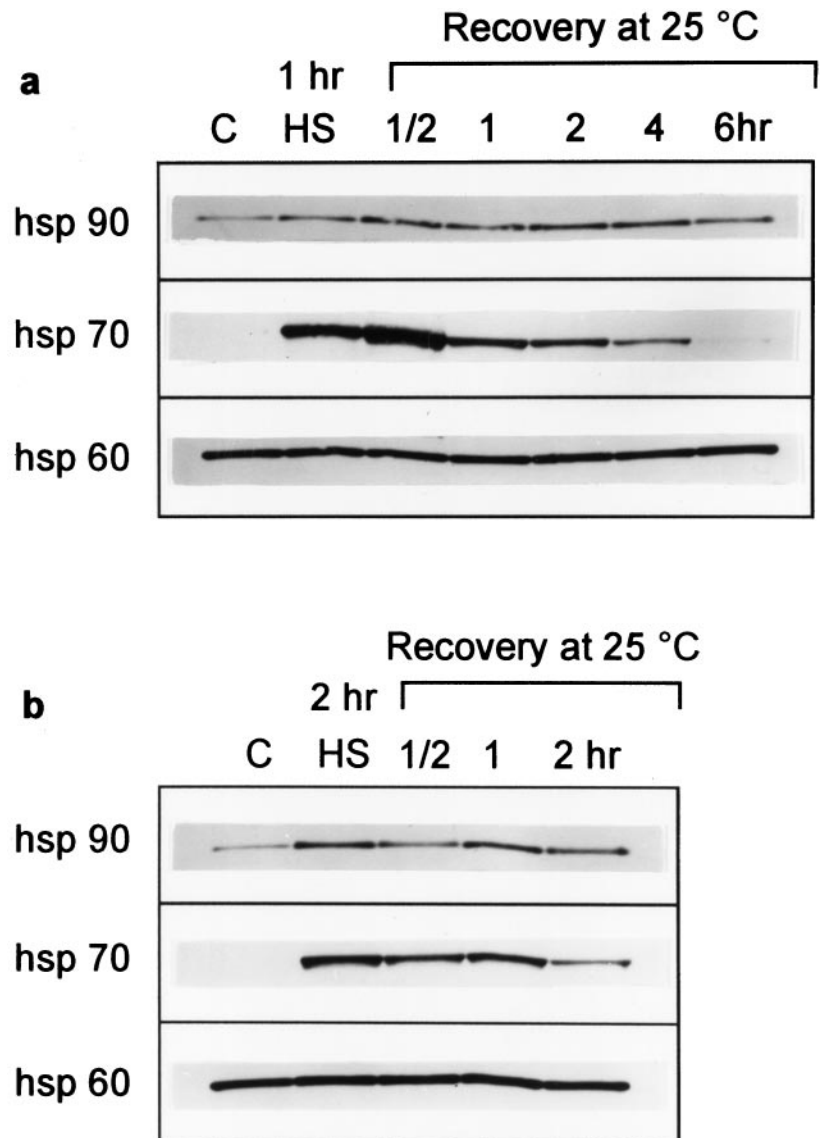 Recovery at 25 °C
a
1 hr
C HS 1/2 1 2 4 6hr
hsp 90
hsp 70
hsp 60
Recovery at 25 °C
b
2 hr
C HS 1/2 1 2 hr
hsp 90
hsp 70
hsp 60